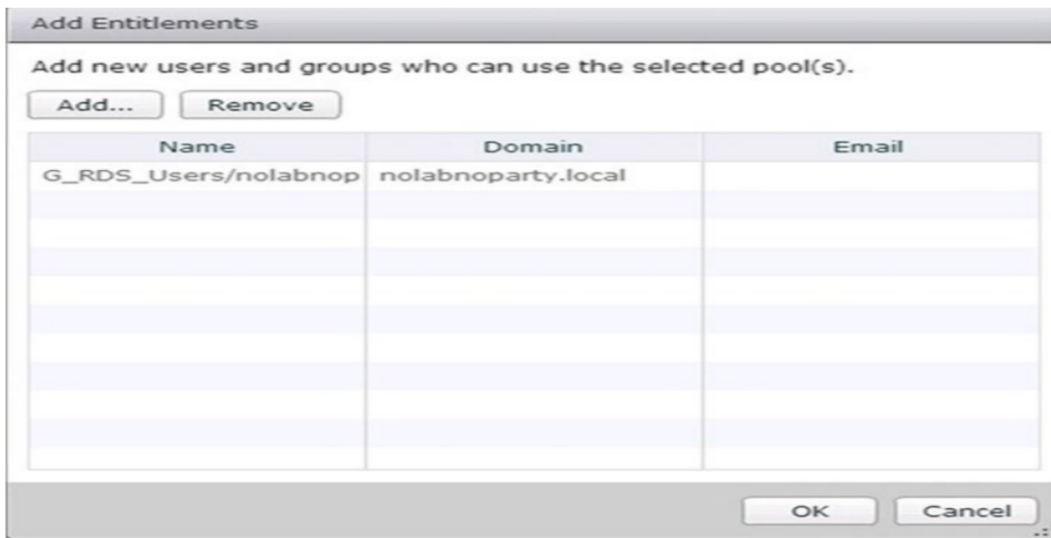 Add Entitlements
Add new users and groups who can use the selected pool(s).
Add... Remove
Name Domain Email
G_RDS_Users/nolabnop nolabnoparty.local
OK Cancel